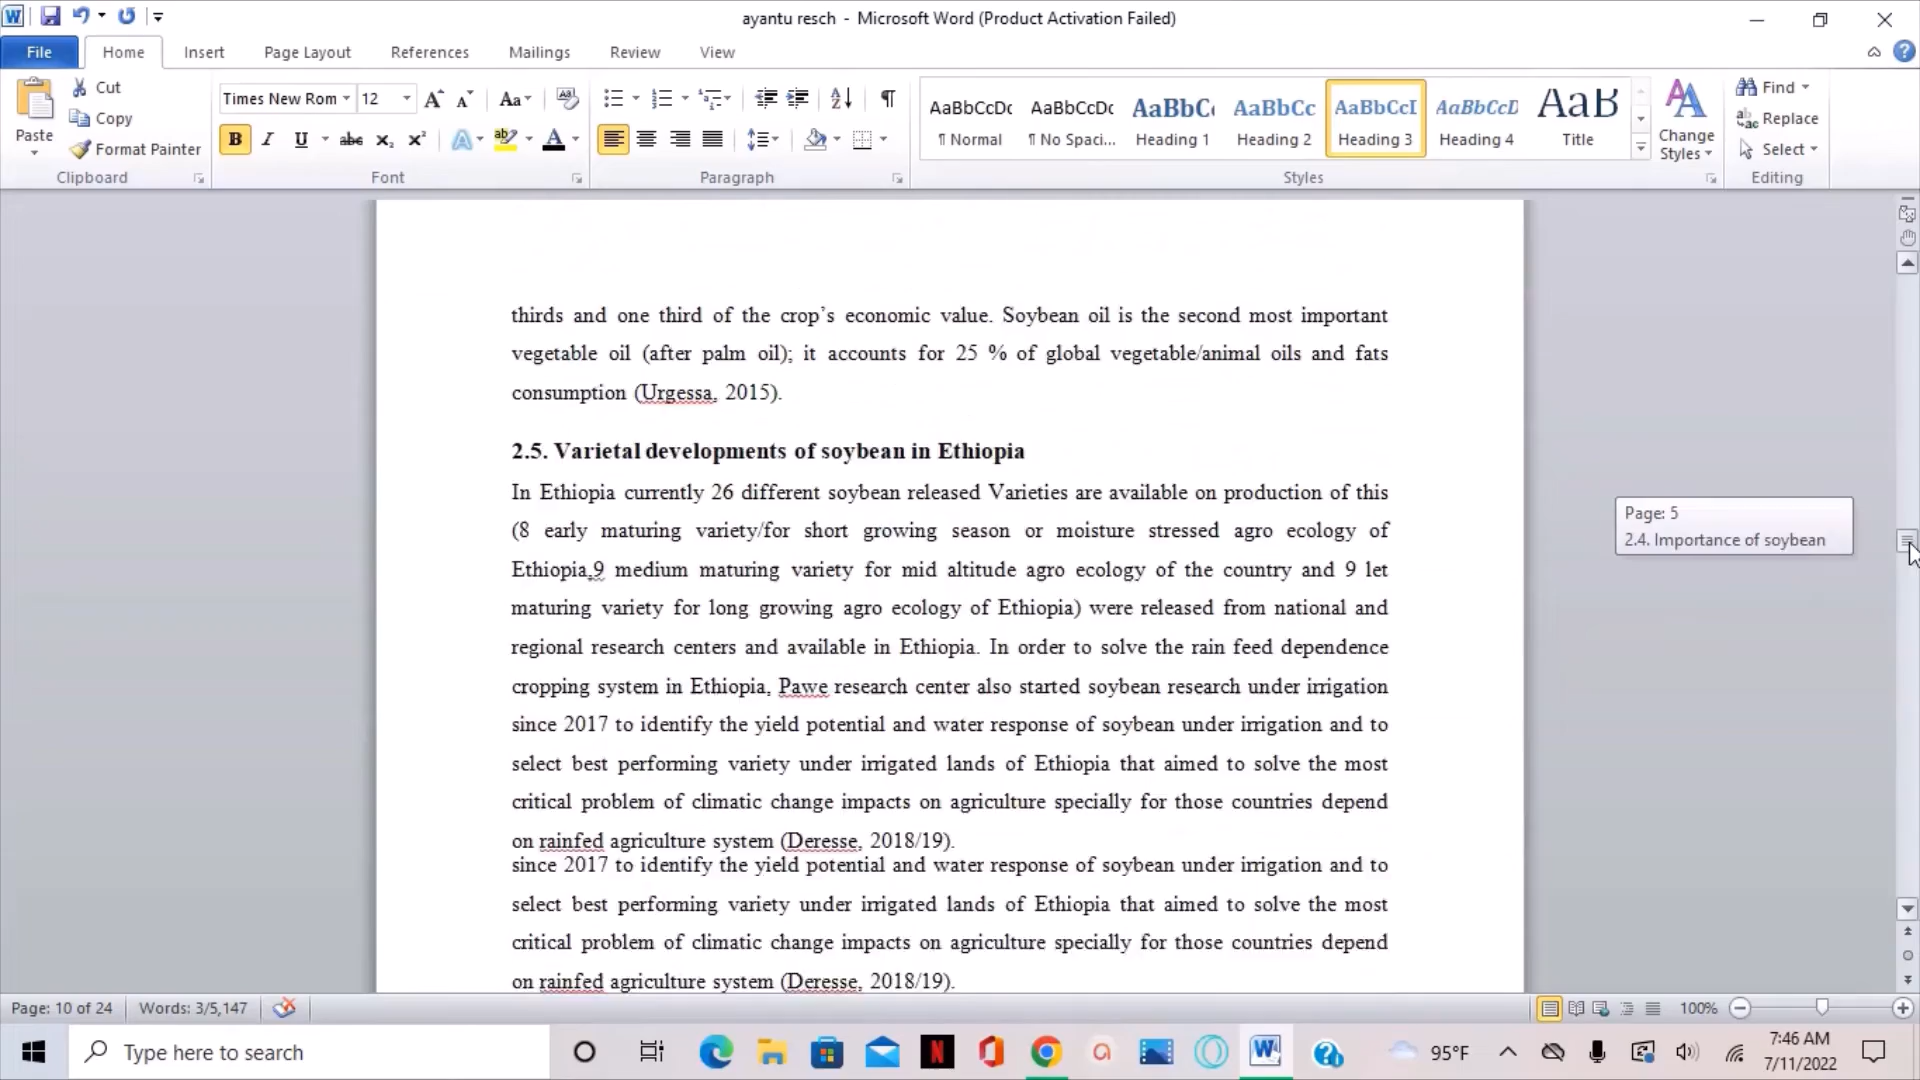 ayantu resch - Microsoft Word (Product Activation Failed)
File Home Insert Page Layout References Mailings Review View
Paste
Cut
Copy
Format Painter
Clipboard
Times New Rom 12
Font
Paragraph
AaBbCcDc AaBbCcDc AaBbC AaBbCc AaBbCcI AaBbCcD AaB
¶ Normal ¶ No Spaci... Heading 1 Heading 2 Heading 3 Heading 4 Title
Change
Styles
Styles
Find
Replace
Select
Editing
thirds and one third of the crop's economic value. Soybean oil is the second most important
vegetable oil (after palm oil); it accounts for 25 % of global vegetable/animal oils and fats
consumption (Urgessa, 2015).
2.5. Varietal developments of soybean in Ethiopia
In Ethiopia currently 26 different soybean released Varieties are available on production of this
(8 early maturing variety/for short growing season or moisture stressed agro ecology of
Ethiopia,9 medium maturing variety for mid altitude agro ecology of the country and 9 let
maturing variety for long growing agro ecology of Ethiopia) were released from national and
regional research centers and available in Ethiopia. In order to solve the rain feed dependence
cropping system in Ethiopia, Pawe research center also started soybean research under irrigation
since 2017 to identify the yield potential and water response of soybean under irrigation and to
select best performing variety under irrigated lands of Ethiopia that aimed to solve the most
critical problem of climatic change impacts on agriculture specially for those countries depend
on rainfed agriculture system (Deresse, 2018/19).
since 2017 to identify the yield potential and water response of soybean under irrigation and to
select best performing variety under irrigated lands of Ethiopia that aimed to solve the most
critical problem of climatic change impacts on agriculture specially for those countries depend
on rainfed agriculture system (Deresse, 2018/19).
Page: 5
2.4. Importance of soybean
Page: 10 of 24 Words: 3/5,147 100%
Type here to search
95°F
7:46 AM
7/11/2022